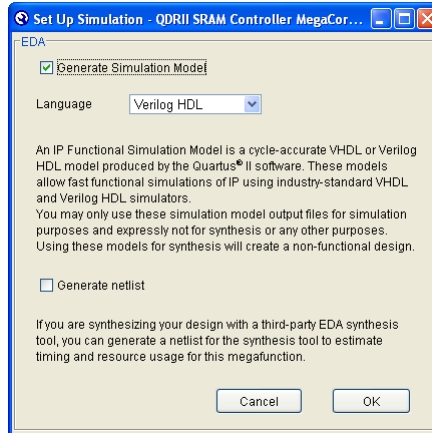 Set Up Simulation - QDRII SRAM Controller MegaCor...
EDA
Generate Simulation Model
Language Verilog HDL
An IP Functional Simulation Model is a cycle-accurate VHDL or Verilog
HDL model produced by the Quartus® II software. These models
allow fast functional simulations of IP using industry-standard VHDL
and Verilog HDL simulators.
You may only use these simulation model output files for simulation
purposes and expressly not for synthesis or any other purposes.
Using these models for synthesis will create a non-functional design.
Generate netlist
If you are synthesizing your design with a third-party EDA synthesis
tool, you can generate a netlist for the synthesis tool to estimate
timing and resource usage for this megafunction.
Cancel OK